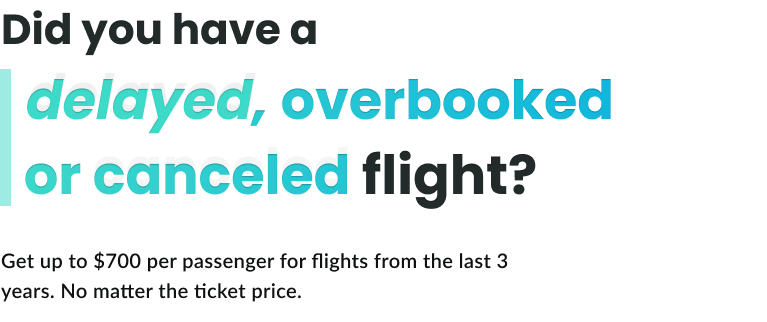 Did you have a
delayed, overbooked
or canceled flight?
Get up to $700 per passenger for flights from the last 3
years. No matter the ticket price.